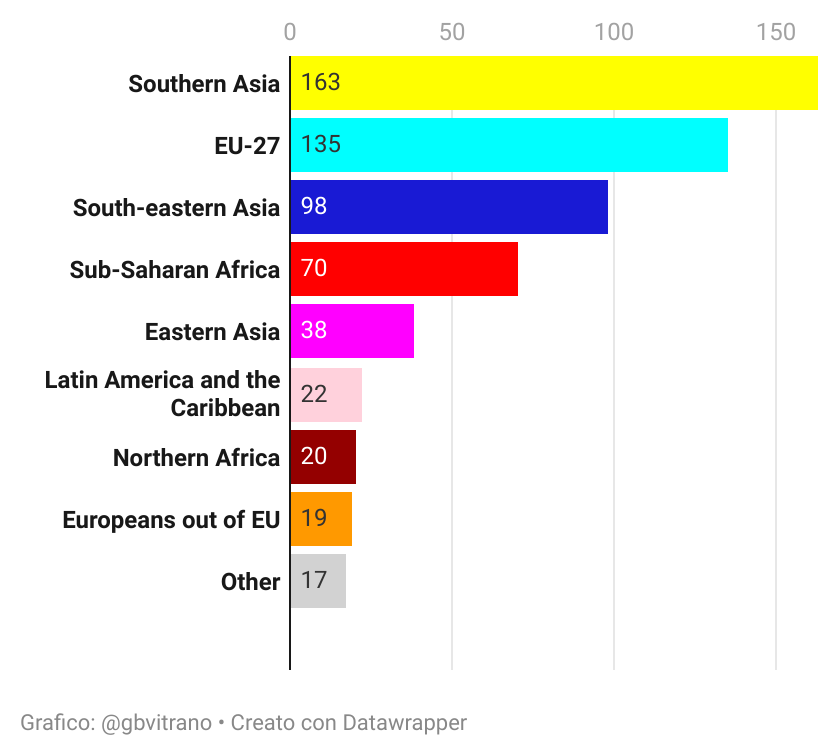 0 50 100 150
Southern Asia 163
EU-27 135
South-eastern Asia 98
Sub-Saharan Africa 70
Eastern Asia 38
Latin America and the
Caribbean 22
Northern Africa 20
Europeans out of EU 19
Other 17
Grafico: @gbvitrano • Creato con Datawrapper